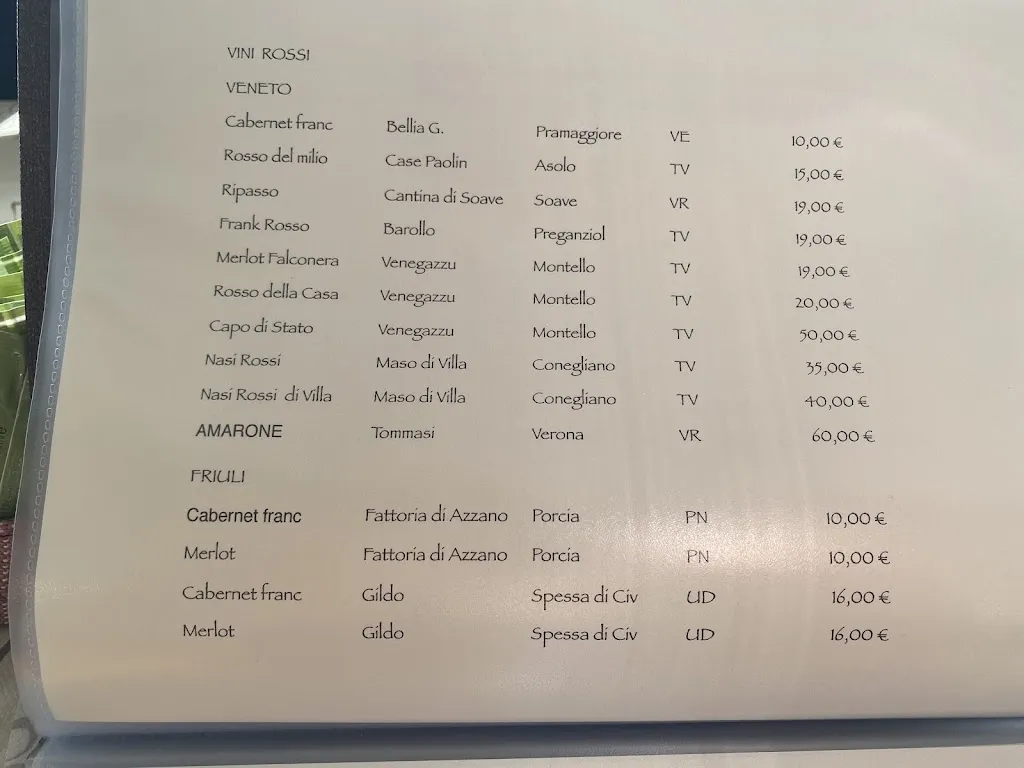 VINI ROSSI
VENETO
Cabernet franc Bellia G. Pramaggiore VE 10,00 €
Rosso del milio Case Paolin Asolo TV 15,00 €
Ripasso Cantina di Soave Soave VR 19,00 €
Frank Rosso Barollo Preganziol TV 19,00 €
Merlot Falconera Venegazzu Montello TV 19,00 €
Rosso della Casa Venegazzu Montello TV 20,00 €
Capo di Stato Venegazzu Montello TV 50,00 €
Nasi Rossi Maso di Villa Conegliano TV 35,00 €
Nasi Rossi di Villa Maso di Villa Conegliano TV 40,00 €
AMARONE Tommasi Verona VR 60,00 €
FRIULI
Cabernet franc Fattoria di Azzano Porcia PN 10,00 €
Merlot Fattoria di Azzano Porcia PN 10,00 €
Cabernet franc Gildo Spessa di Civ UD 16,00 €
Merlot Gildo Spessa di Civ UD 16,00 €